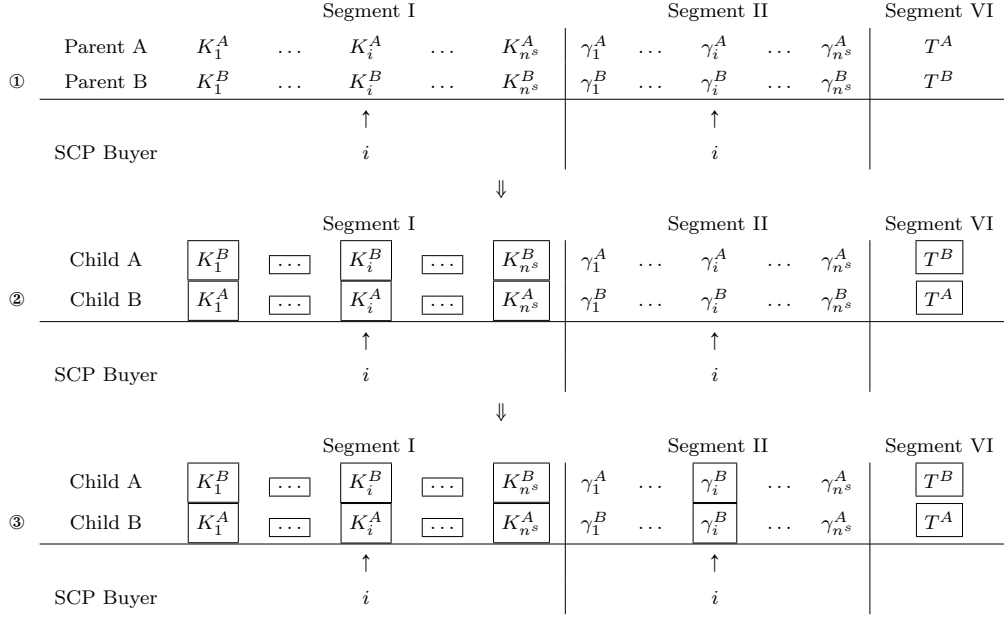 Segment I Segment II Segment VI
Parent A K_1^A … K_i^A … K_{n^s}^A γ_1^A … γ_i^A … γ_{n^s}^A T^A
① Parent B K_1^B … K_i^B … K_{n^s}^B γ_1^B … γ_i^B … γ_{n^s}^B T^B
↑ ↑
SCP Buyer i i
⇓
Segment I Segment II Segment VI
Child A K_1^B … K_i^B … K_{n^s}^B γ_1^A … γ_i^A … γ_{n^s}^A T^B
② Child B K_1^A … K_i^A … K_{n^s}^A γ_1^B … γ_i^B … γ_{n^s}^B T^A
↑ ↑
SCP Buyer i i
⇓
Segment I Segment II Segment VI
Child A K_1^B … K_i^B … K_{n^s}^B γ_1^A … γ_i^B … γ_{n^s}^A T^B
③ Child B K_1^A … K_i^A … K_{n^s}^A γ_1^B … γ_i^B … γ_{n^s}^A T^A
↑ ↑
SCP Buyer i i